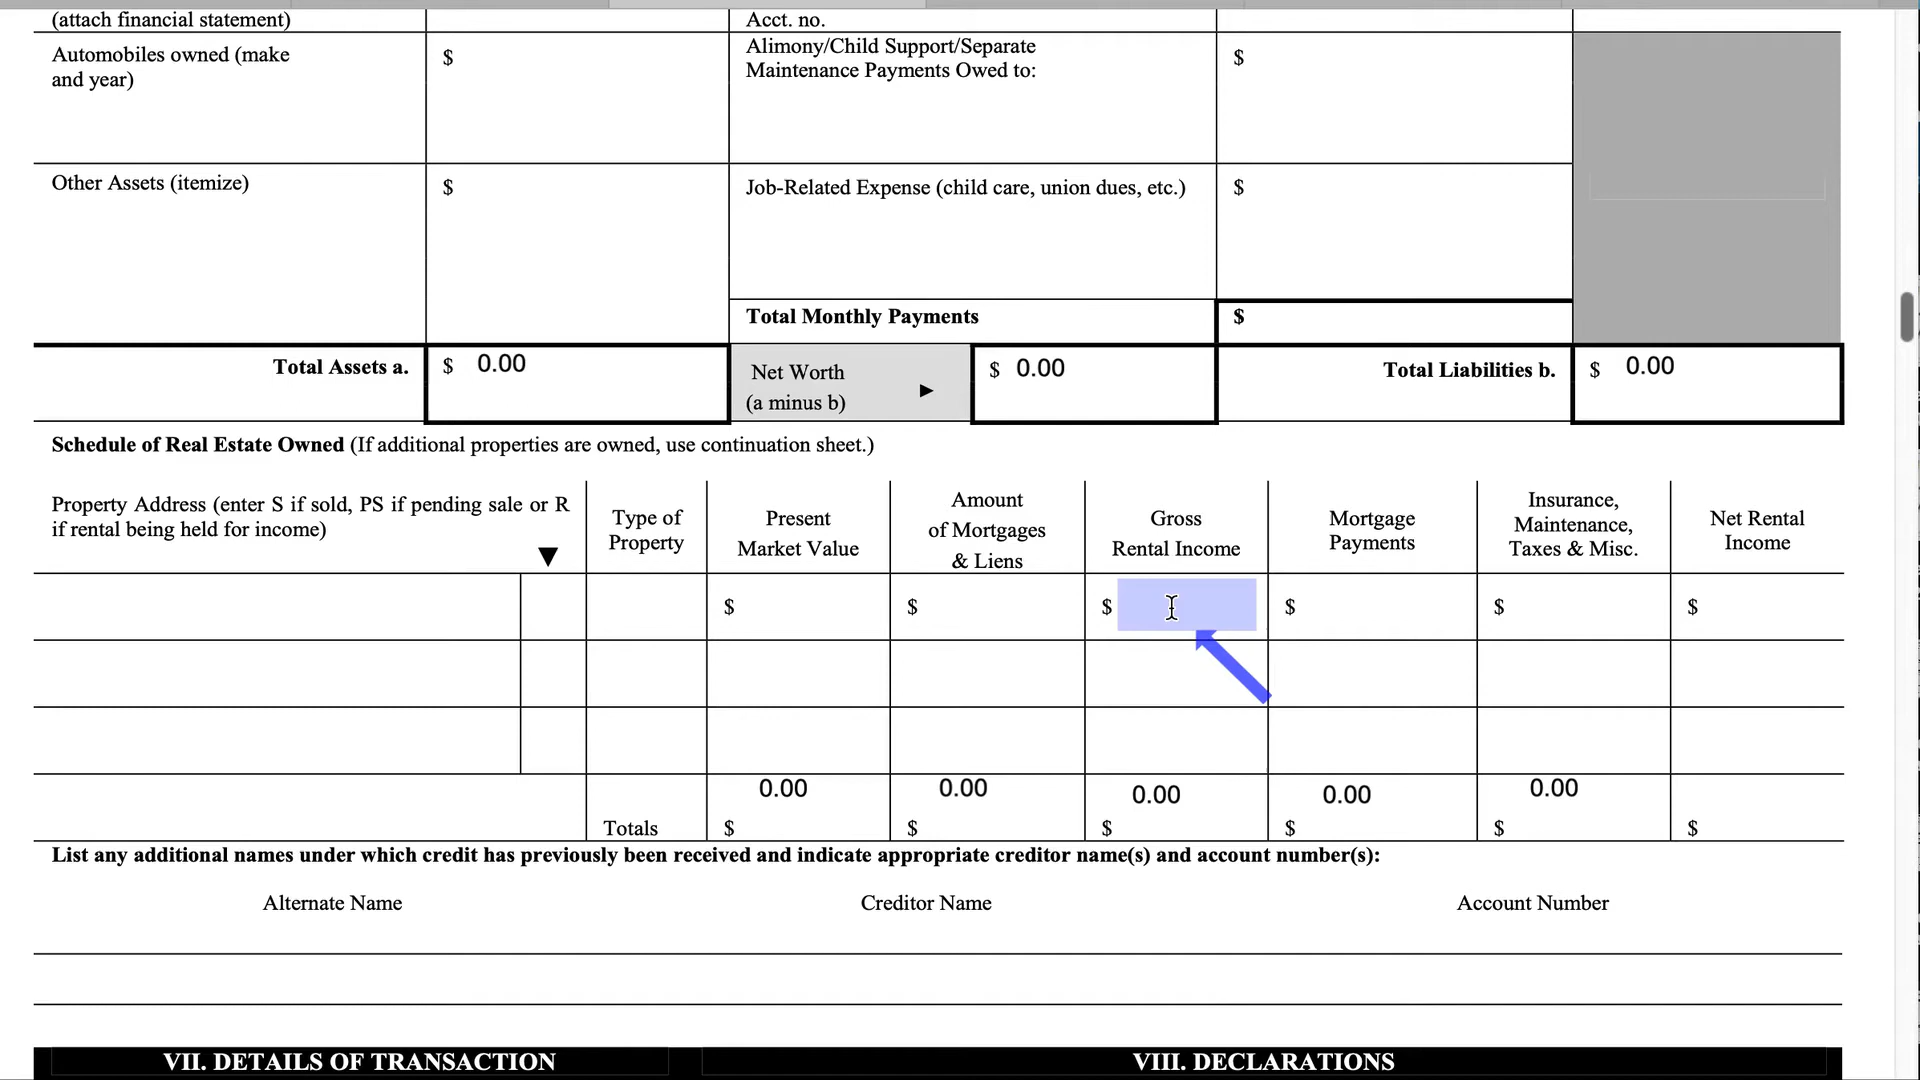 (attach financial statement)
Acct. no.
Automobiles owned (make
and year)
$
Alimony/Child Support/Separate
Maintenance Payments Owed to:
$
Other Assets (itemize)
$
Job-Related Expense (child care, union dues, etc.)
$
Total Monthly Payments
$
Total Assets a.
$ 0.00
Net Worth
(a minus b)
$ 0.00
Total Liabilities b.
$ 0.00
Schedule of Real Estate Owned (If additional properties are owned, use continuation sheet.)
Property Address (enter S if sold, PS if pending sale or R
if rental being held for income)
Type of
Property
Present
Market Value
Amount
of Mortgages
& Liens
Gross
Rental Income
Mortgage
Payments
Insurance,
Maintenance,
Taxes & Misc.
Net Rental
Income
$ $ $ $ $ $
0.00 0.00 0.00 0.00 0.00
Totals $ $ $ $ $ $
List any additional names under which credit has previously been received and indicate appropriate creditor name(s) and account number(s):
Alternate Name Creditor Name Account Number
VII. DETAILS OF TRANSACTION VIII. DECLARATIONS